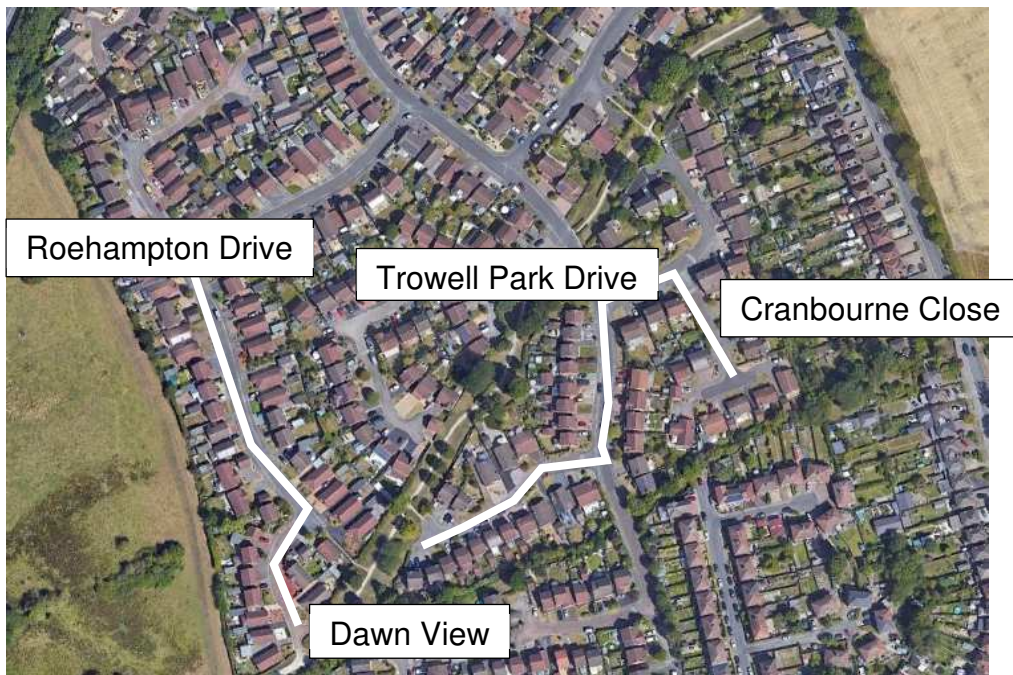 Roehampton Drive
Trowell Park Drive
Cranbourne Close
Dawn View